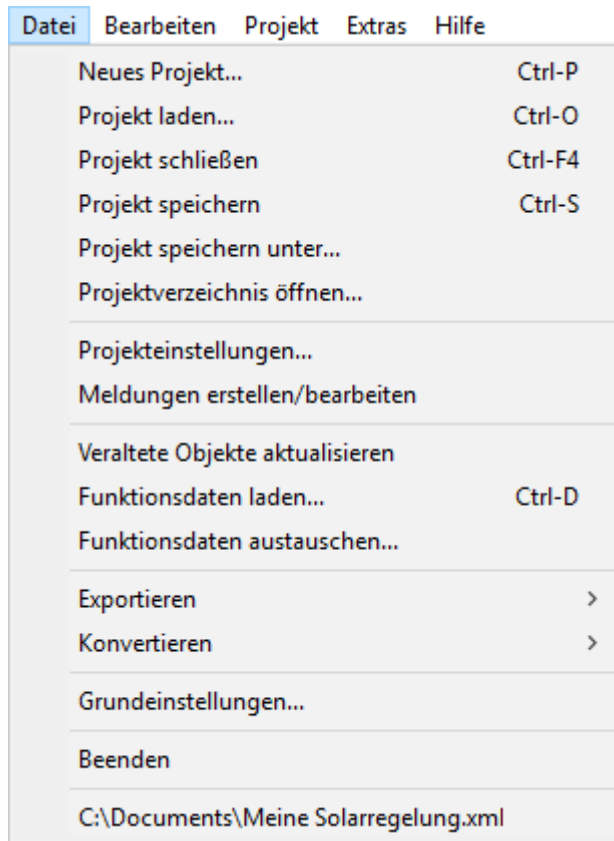 Datei Bearbeiten Projekt Extras Hilfe
Neues Projekt... Ctrl-P
Projekt laden... Ctrl-O
Projekt schließen Ctrl-F4
Projekt speichern Ctrl-S
Projekt speichern unter...
Projektverzeichnis öffnen...
Projekteinstellungen...
Meldungen erstellen/bearbeiten
Veraltete Objekte aktualisieren
Funktionsdaten laden... Ctrl-D
Funktionsdaten austauschen...
Exportieren
Konvertieren
Grundeinstellungen...
Beenden
C:\Documents\Meine Solarregelung.xml